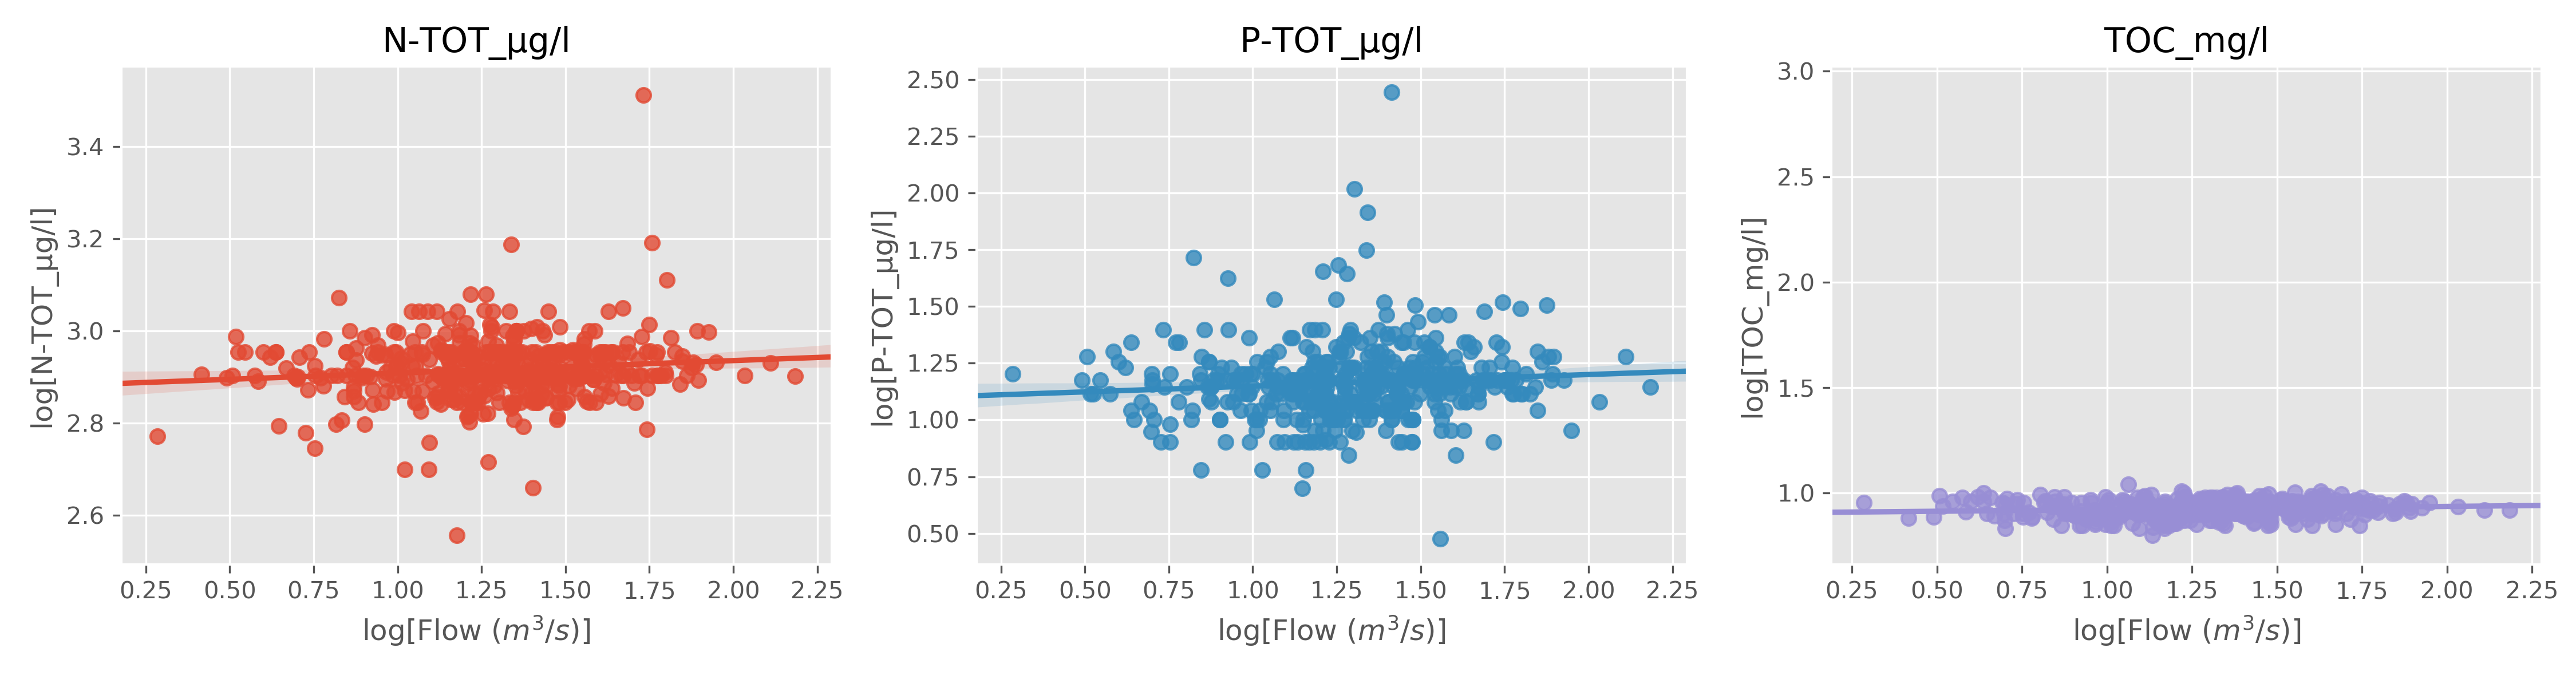 N-TOT_µg/l
log[N-TOT_µg/l]
3.4
3.2
3.0
2.8
2.6
0.25 0.50 0.75 1.00 1.25 1.50 1.75 2.00 2.25
log[Flow (m³/s)]
P-TOT_µg/l
log[P-TOT_µg/l]
2.50
2.25
2.00
1.75
1.50
1.25
1.00
0.75
0.50
0.25 0.50 0.75 1.00 1.25 1.50 1.75 2.00 2.25
log[Flow (m³/s)]
TOC_mg/l
log[TOC_mg/l]
3.0
2.5
2.0
1.5
1.0
0.25 0.50 0.75 1.00 1.25 1.50 1.75 2.00 2.25
log[Flow (m³/s)]